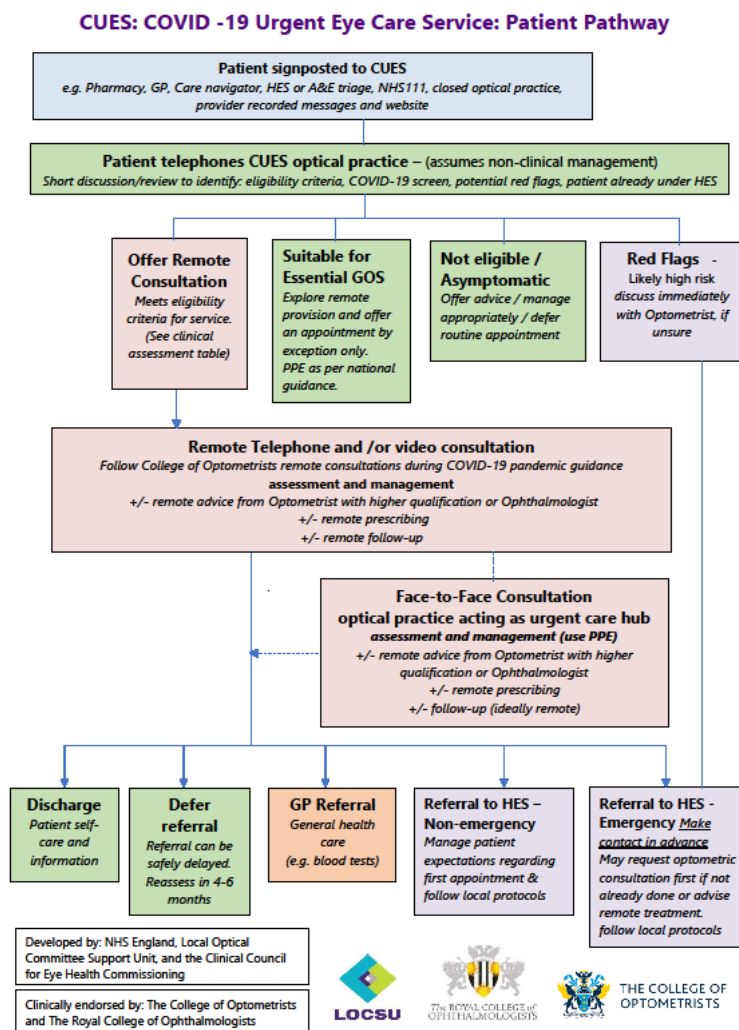 CUES: COVID -19 Urgent Eye Care Service: Patient Pathway
Patient signposted to CUES
e.g. Pharmacy, GP, Care navigator, HES or A&E triage, NHS111, closed optical practice,
provider recorded messages and website
Patient telephones CUES optical practice – (assumes non-clinical management)
Short discussion/review to identify: eligibility criteria, COVID-19 screen, potential red flags, patient already under HES
Offer Remote
Consultation
Meets eligibility
criteria for service.
(See clinical
assessment table)
Suitable for
Essential GOS
Explore remote
provision and offer
an appointment by
exception only.
PPE as per national
guidance.
Not eligible /
Asymptomatic
Offer advice / manage
appropriately / defer
routine appointment
Red Flags -
Likely high risk
discuss immediately
with Optometrist, if
unsure
Remote Telephone and /or video consultation
Follow College of Optometrists remote consultations during COVID-19 pandemic guidance
assessment and management
+/- remote advice from Optometrist with higher qualification or Ophthalmologist
+/- remote prescribing
+/- remote follow-up
Face-to-Face Consultation
optical practice acting as urgent care hub
assessment and management (use PPE)
+/- remote advice from Optometrist with higher
qualification or Ophthalmologist
+/- remote prescribing
+/- follow-up (ideally remote)
Discharge
Patient self-
care and
information
Defer
referral
Referral can be
safely delayed.
Reassess in 4-6
months
GP Referral
General health
care
(e.g. blood tests)
Referral to HES –
Non-emergency
Manage patient
expectations regarding
first appointment &
follow local protocols
Referral to HES -
Emergency Make
contact in advance
May request optometric
consultation first if not
already done or advise
remote treatment.
follow local protocols
Developed by: NHS England, Local Optical
Committee Support Unit, and the Clinical Council
for Eye Health Commissioning
Clinically endorsed by: The College of Optometrists
and The Royal College of Ophthalmologists
LOCSU
The ROYAL COLLEGE of
OPHTHALMOLOGISTS
THE COLLEGE OF
OPTOMETRISTS